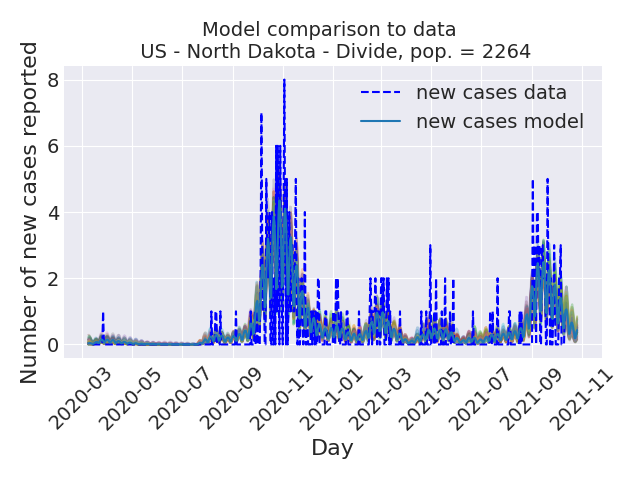 Model comparison to data
US - North Dakota - Divide, pop. = 2264
Number of new cases reported
8
6
4
2
0
new cases data
new cases model
2020-03
2020-05
2020-07
2020-09
2020-11
2021-01
2021-03
2021-05
2021-07
2021-09
2021-11
Day